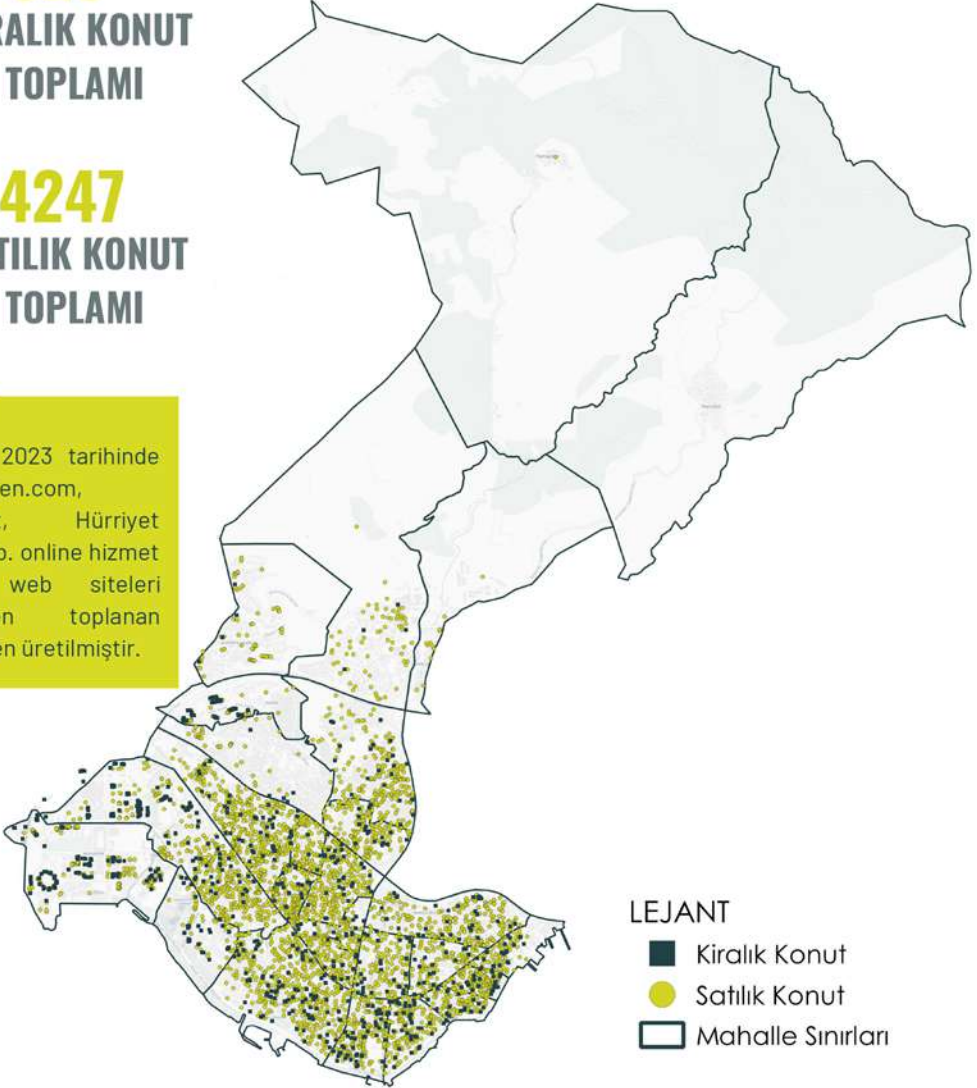 RALIK KONUT
TOPLAMI
4247
TILIK KONUT
TOPLAMI
2023 tarihinde
en.com,
Hürriyet
online hizmet
web siteleri
toplanan
üretilmiştir.
LEJANT
Kiralık Konut
Satılık Konut
Mahalle Sınırları